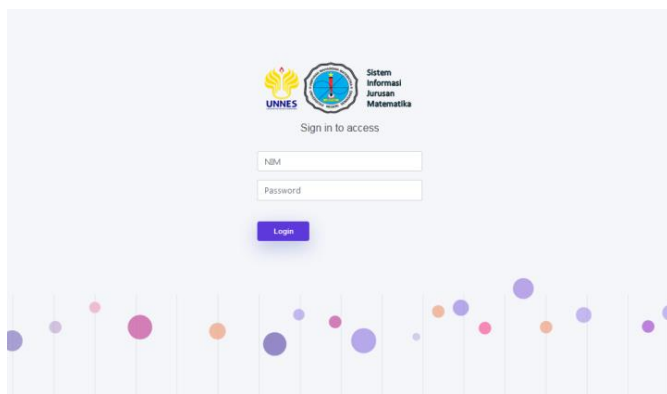 UNNES
Sistem
Informasi
Jurusan
Matematika
Sign in to access
NIM
Password
Login